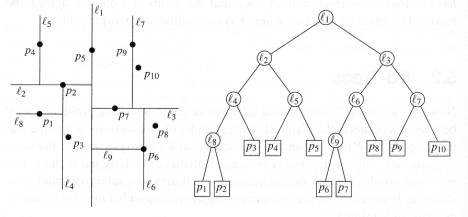 ℓ5 ℓ1 ℓ7
p4 p5 p9
p10
ℓ2 p2
ℓ8 p1 p7 ℓ3
p3 p8
ℓ9 p6
ℓ4 ℓ6
ℓ1
ℓ2 ℓ3
ℓ4 ℓ5 ℓ6 ℓ7
ℓ8 p3 p4 p5 ℓ9 p8 p9 p10
p1 p2 p6 p7